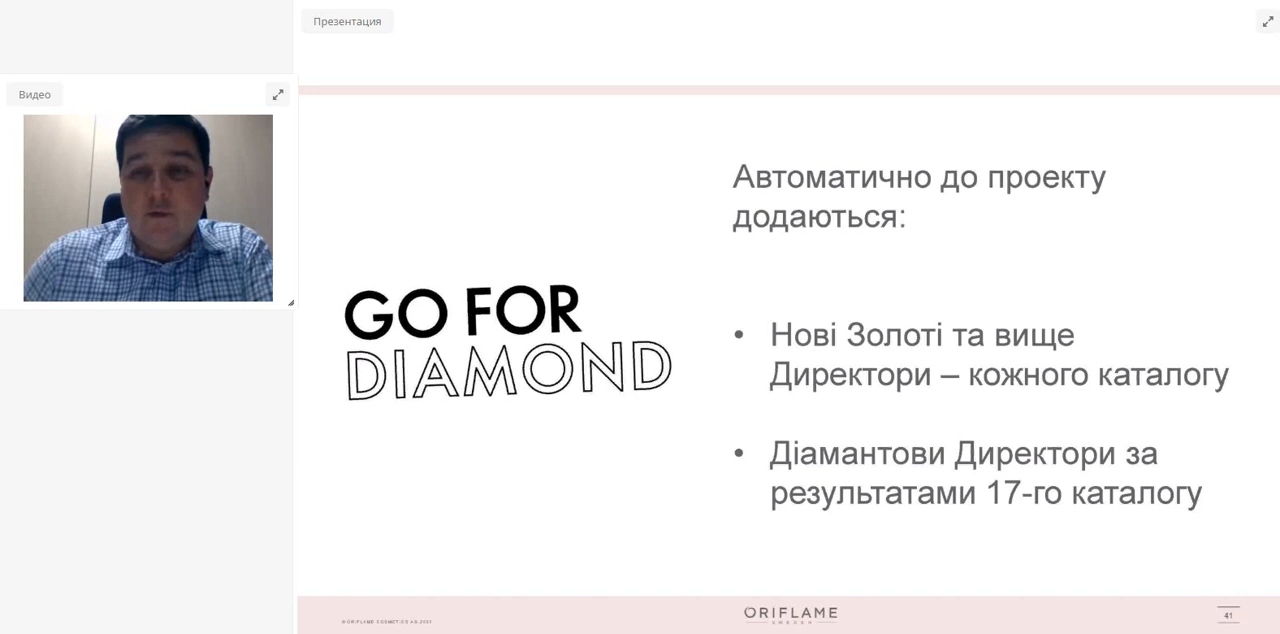 Презентация
Видео
Автоматично до проекту
додаються:
GO FOR
DIAMOND
• Нові Золоті та вище
Директори – кожного каталогу
• Діамантови Директори за
результатами 17-го каталогу
ORIFLAME
SWEDEN
41